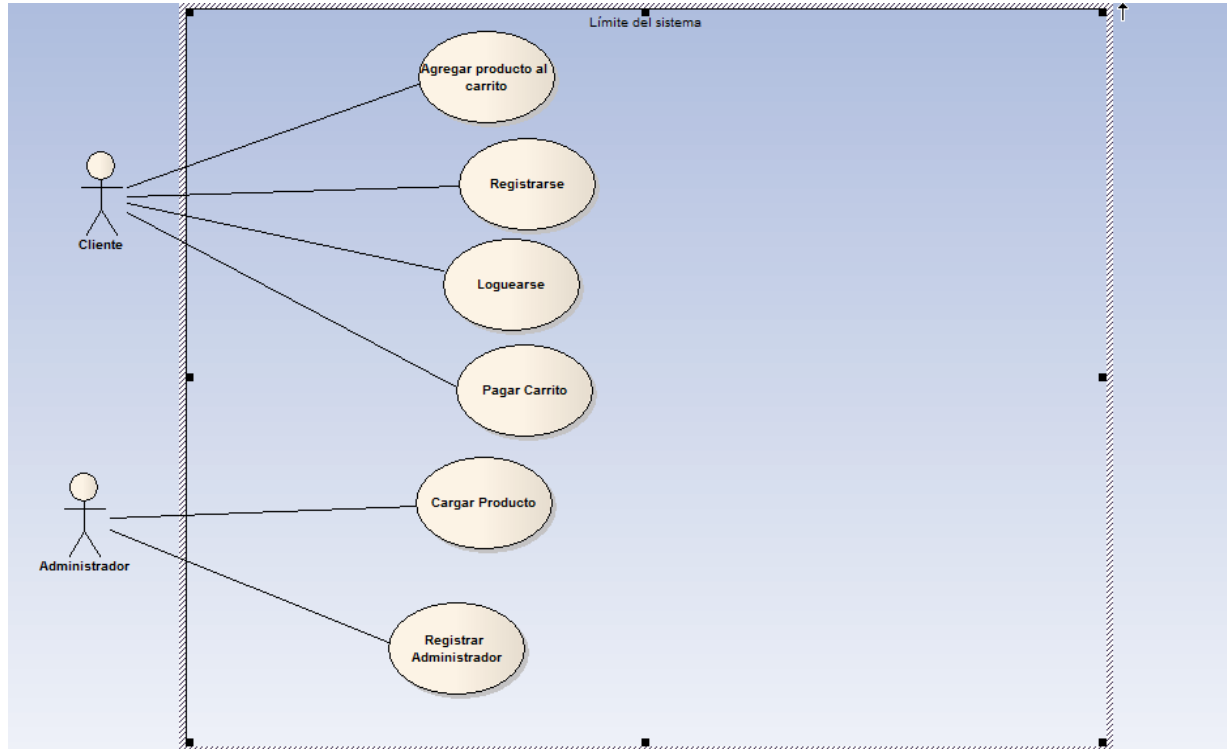 Límite del sistema
Agregar producto al
carrito
Registrarse
Cliente
Loguearse
Pagar Carrito
Cargar Producto
Administrador
Registrar
Administrador